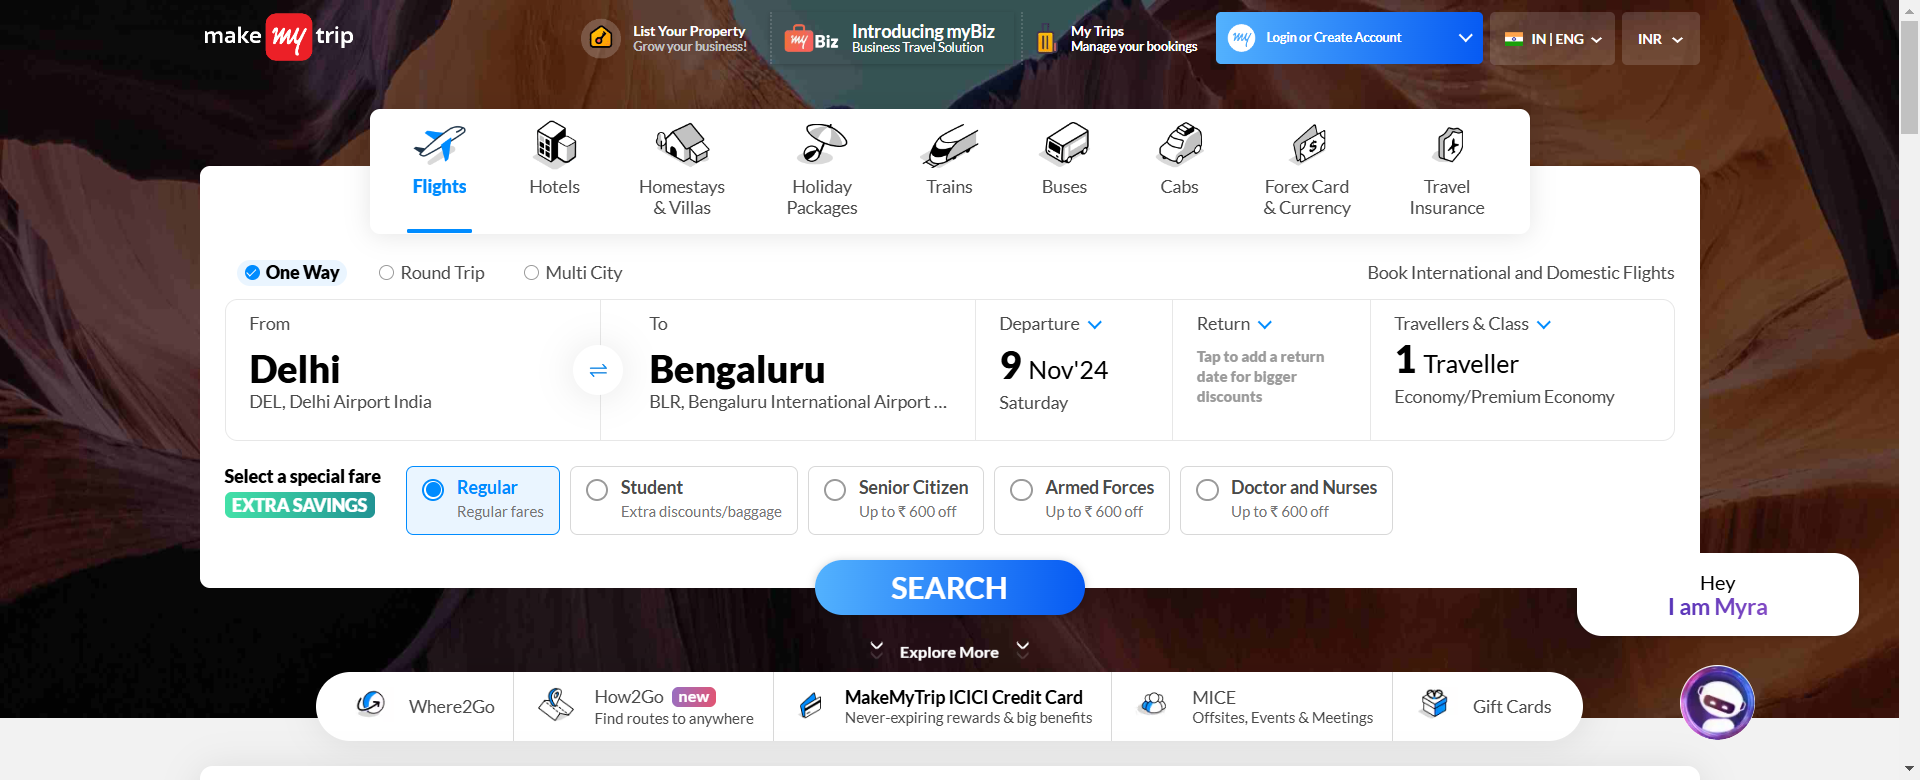 make my trip
List Your Property
Grow your business!
my Biz
Introducing myBiz
Business Travel Solution
My Trips
Manage your bookings
my
Login or Create Account
IN | ENG
INR
Flights
Hotels
Homestays
& Villas
Holiday
Packages
Trains
Buses
Cabs
Forex Card
& Currency
Travel
Insurance
One Way
Round Trip
Multi City
Book International and Domestic Flights
From
Delhi
DEL, Delhi Airport India
To
Bengaluru
BLR, Bengaluru International Airport ...
Departure
9 Nov'24
Saturday
Return
Tap to add a return
date for bigger
discounts
Travellers & Class
1 Traveller
Economy/Premium Economy
Select a special fare
EXTRA SAVINGS
Regular
Regular fares
Student
Extra discounts/baggage
Senior Citizen
Up to ₹ 600 off
Armed Forces
Up to ₹ 600 off
Doctor and Nurses
Up to ₹ 600 off
SEARCH
Hey
I am Myra
Explore More
Where2Go
How2Go new
Find routes to anywhere
MakeMyTrip ICICI Credit Card
Never-expiring rewards & big benefits
MICE
Offsites, Events & Meetings
Gift Cards